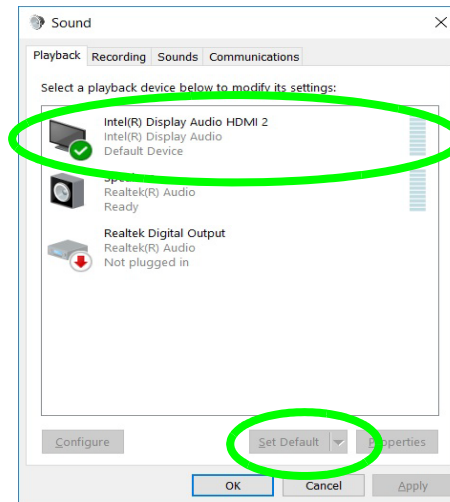 Sound
Playback Recording Sounds Communications
Select a playback device below to modify its settings:
Intel(R) Display Audio HDMI 2
Intel(R) Display Audio
Default Device
Realtek(R) Audio
Ready
Realtek Digital Output
Realtek(R) Audio
Not plugged in
Configure Set Default Properties
OK Cancel Apply